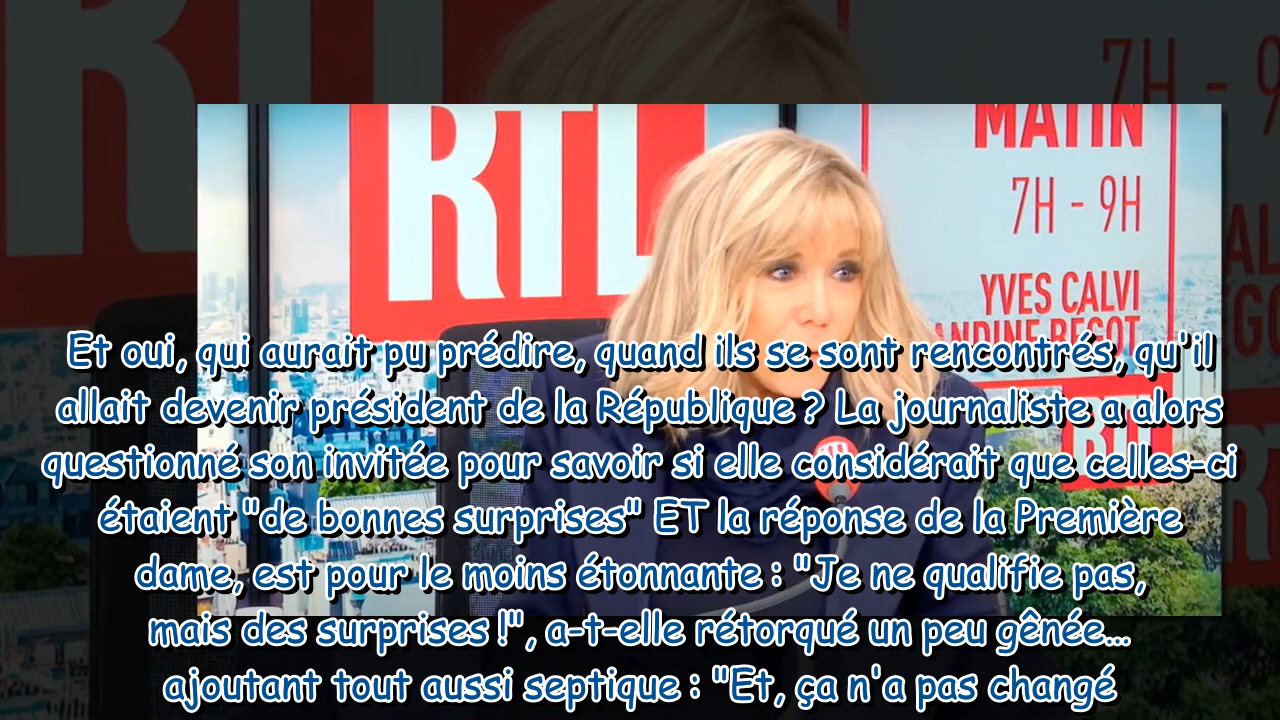 RTL
MATIN
7H - 9H
YVES CALVI
Et oui, qui aurait pu prédire, quand ils se sont rencontrés, qu'il
allait devenir président de la République ? La journaliste a alors
questionné son invitée pour savoir si elle considérait que celles-ci
étaient "de bonnes surprises" ET la réponse de la Première
dame, est pour le moins étonnante : "Je ne qualifie pas,
mais des surprises !", a-t-elle rétorqué un peu gênée...
ajoutant tout aussi septique : "Et, ça n'a pas changé